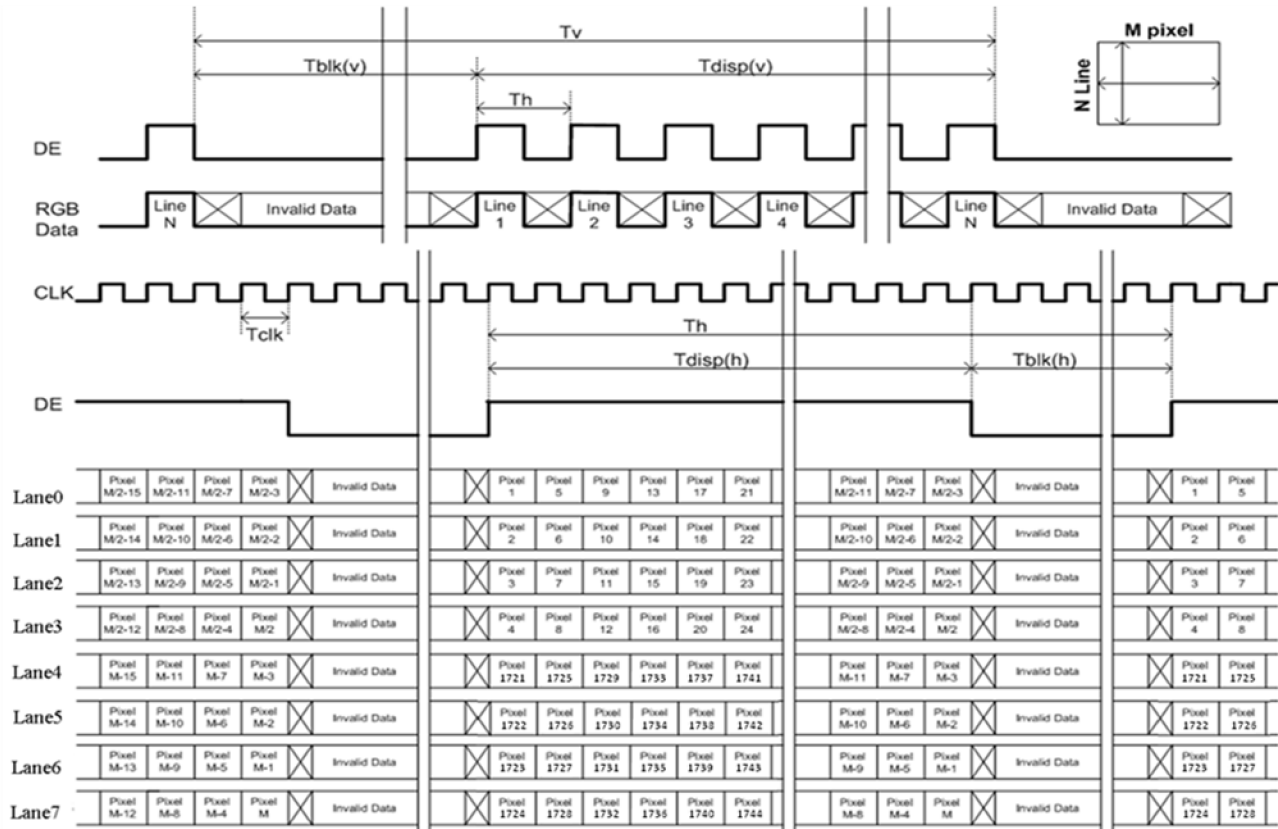 Tv
M pixel
Tblk(v)
Tdisp(v)
N Line
Th
DE
RGB Data
Line N
Invalid Data
Line 1
Line 2
Line 3
Line 4
Line N
Invalid Data
CLK
Tclk
Th
Tdisp(h)
Tblk(h)
DE
Lane0 Pixel M/2-15 Pixel M/2-11 Pixel M/2-7 Pixel M/2-3 Invalid Data Pixel 1 Pixel 5 Pixel 9 Pixel 13 Pixel 17 Pixel 21 Pixel M/2-11 Pixel M/2-7 Pixel M/2-3 Invalid Data Pixel 1 Pixel 5
Lane1 Pixel M/2-14 Pixel M/2-10 Pixel M/2-6 Pixel M/2-2 Invalid Data Pixel 2 Pixel 6 Pixel 10 Pixel 14 Pixel 18 Pixel 22 Pixel M/2-10 Pixel M/2-6 Pixel M/2-2 Invalid Data Pixel 2 Pixel 6
Lane2 Pixel M/2-13 Pixel M/2-9 Pixel M/2-5 Pixel M/2-1 Invalid Data Pixel 3 Pixel 7 Pixel 11 Pixel 15 Pixel 19 Pixel 23 Pixel M/2-9 Pixel M/2-5 Pixel M/2-1 Invalid Data Pixel 3 Pixel 7
Lane3 Pixel M/2-12 Pixel M/2-8 Pixel M/2-4 Pixel M/2 Invalid Data Pixel 4 Pixel 8 Pixel 12 Pixel 16 Pixel 20 Pixel 24 Pixel M/2-8 Pixel M/2-4 Pixel M/2 Invalid Data Pixel 4 Pixel 8
Lane4 Pixel M-15 Pixel M-11 Pixel M-7 Pixel M-3 Invalid Data Pixel 1721 Pixel 1725 Pixel 1729 Pixel 1733 Pixel 1737 Pixel 1741 Pixel M-11 Pixel M-7 Pixel M-3 Invalid Data Pixel 1721 Pixel 1725
Lane5 Pixel M-14 Pixel M-10 Pixel M-6 Pixel M-2 Invalid Data Pixel 1722 Pixel 1726 Pixel 1730 Pixel 1734 Pixel 1738 Pixel 1742 Pixel M-10 Pixel M-6 Pixel M-2 Invalid Data Pixel 1722 Pixel 1726
Lane6 Pixel M-13 Pixel M-9 Pixel M-5 Pixel M-1 Invalid Data Pixel 1723 Pixel 1727 Pixel 1731 Pixel 1735 Pixel 1739 Pixel 1743 Pixel M-9 Pixel M-5 Pixel M-1 Invalid Data Pixel 1723 Pixel 1727
Lane7 Pixel M-12 Pixel M-8 Pixel M-4 Pixel M Invalid Data Pixel 1724 Pixel 1728 Pixel 1732 Pixel 1736 Pixel 1740 Pixel 1744 Pixel M-8 Pixel M-4 Pixel M Invalid Data Pixel 1724 Pixel 1728